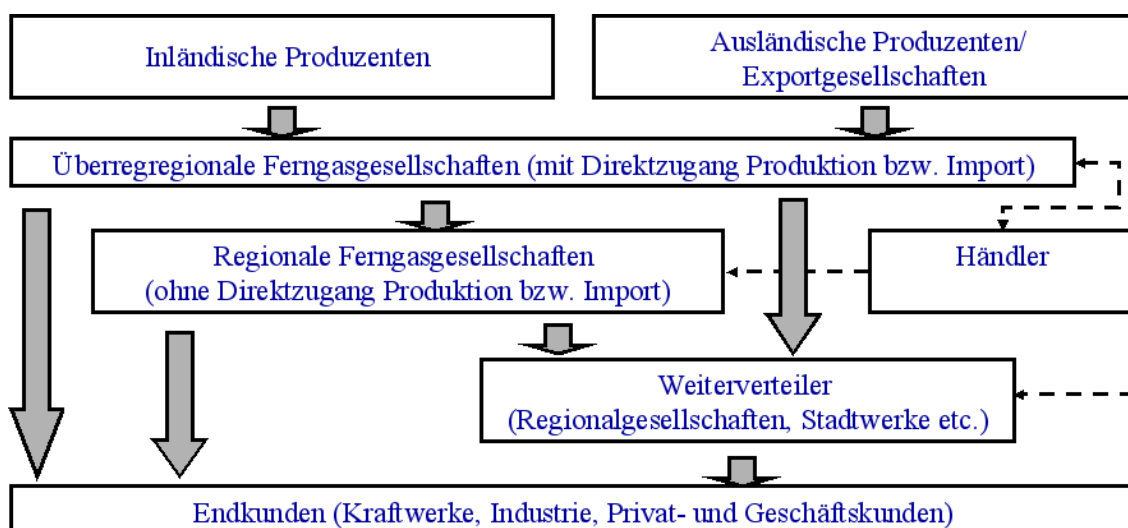 Inländische Produzenten
Ausländische Produzenten/
Exportgesellschaften
Überregregionale Ferngasgesellschaften (mit Direktzugang Produktion bzw. Import)
Regionale Ferngasgesellschaften
(ohne Direktzugang Produktion bzw. Import)
Händler
Weiterverteiler
(Regionalgesellschaften, Stadtwerke etc.)
Endkunden (Kraftwerke, Industrie, Privat- und Geschäftskunden)